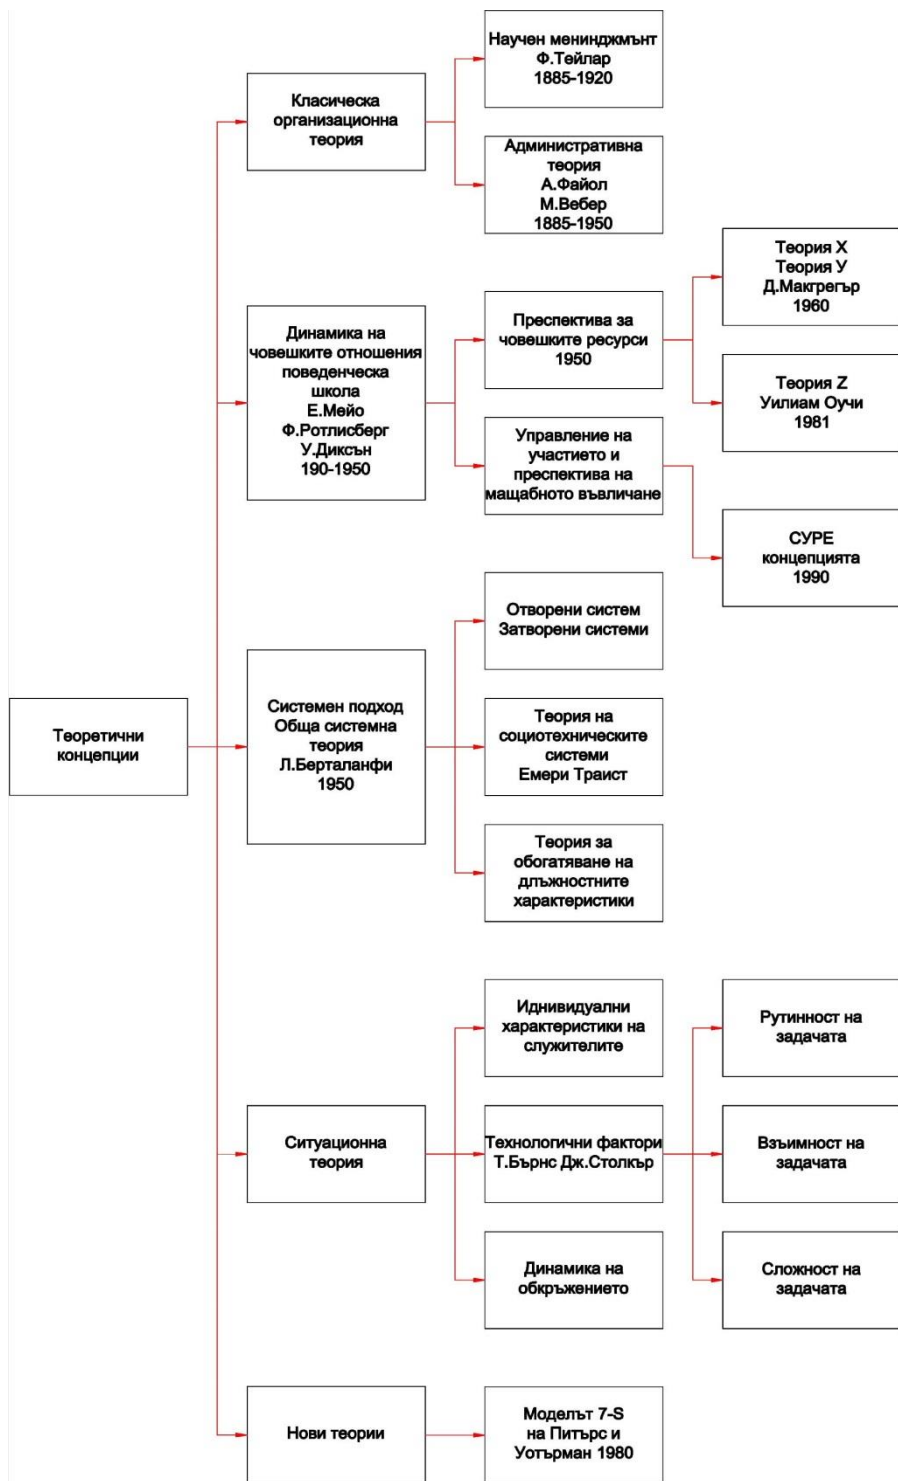 Теоретични
концепции
Класическа
организационна
теория
Научен мениджмънт
Ф.Тейлар
1885-1920
Административна
теория
А.Файол
М.Вебер
1885-1950
Динамика на
човешките отношения
поведенческа
школа
Е.Мейо
Ф.Ротлисберг
У.Диксън
190-1950
Преспектива за
човешките ресурси
1950
Теория X
Теория У
Д.Макгрегър
1960
Теория Z
Уилиам Оучи
1981
Управление на
участието и
преспектива на
мащабното въвличане
СУРЕ
концепцията
1990
Системен подход
Обща системна
теория
Л.Берталанфи
1950
Отворени систем
Затворени системи
Теория на
социотехническите
системи
Емери Траист
Теория за
обогатяване на
длъжностните
характеристики
Ситуационна
теория
Иднивидуални
характеристики на
служителите
Технологични фактори
Т.Бърнс Дж.Столкър
Рутинност на
задачата
Взъимност на
задачата
Сложност на
задачата
Динамика на
обкръжението
Нови теории
Моделът 7-S
на Питърс и
Уотърман 1980